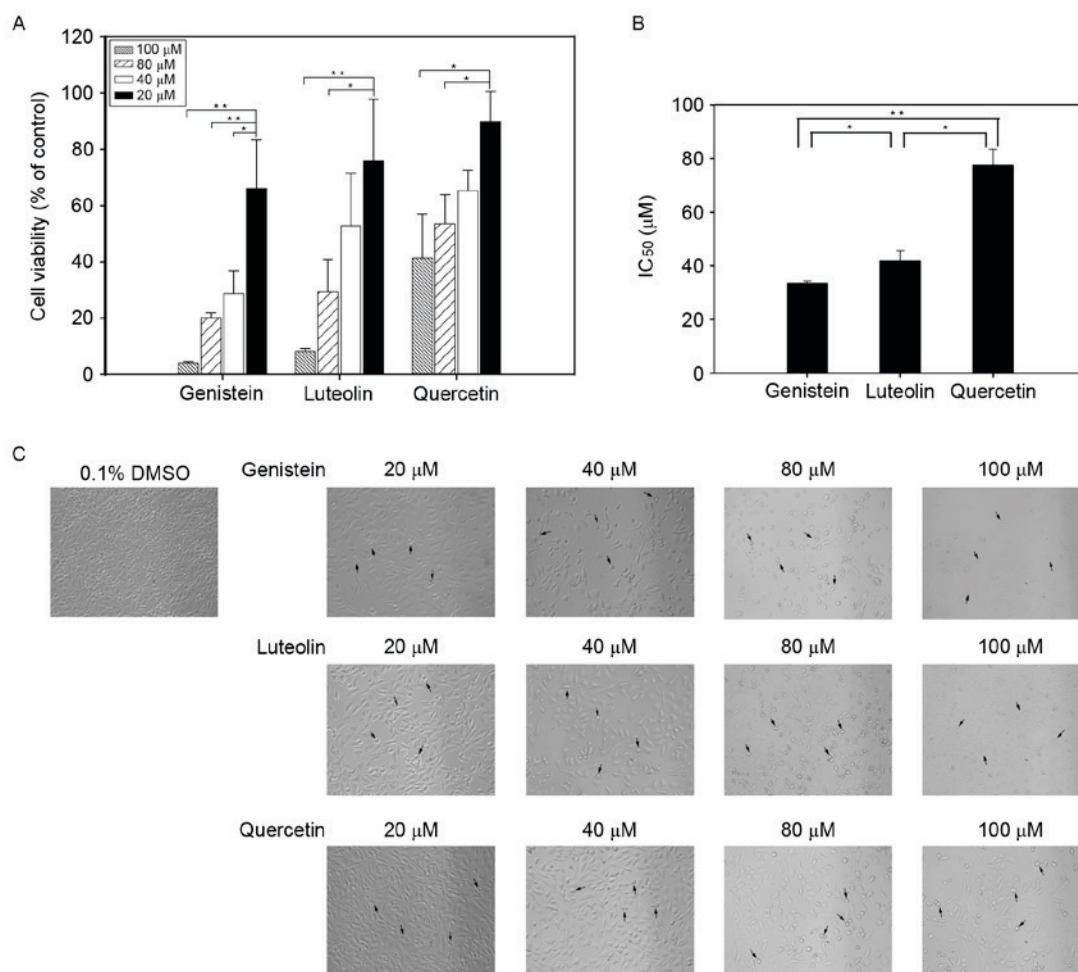 A
120
100
80
60
40
20
0
Cell viability (% of control)
100 μM
80 μM
40 μM
20 μM
**
**
*
**
*
*
*
Genistein
Luteolin
Quercetin
B
100
80
60
40
20
0
IC50 (μM)
**
*
*
Genistein
Luteolin
Quercetin
C
0.1% DMSO
Genistein
20 μM
40 μM
80 μM
100 μM
Luteolin
20 μM
40 μM
80 μM
100 μM
Quercetin
20 μM
40 μM
80 μM
100 μM